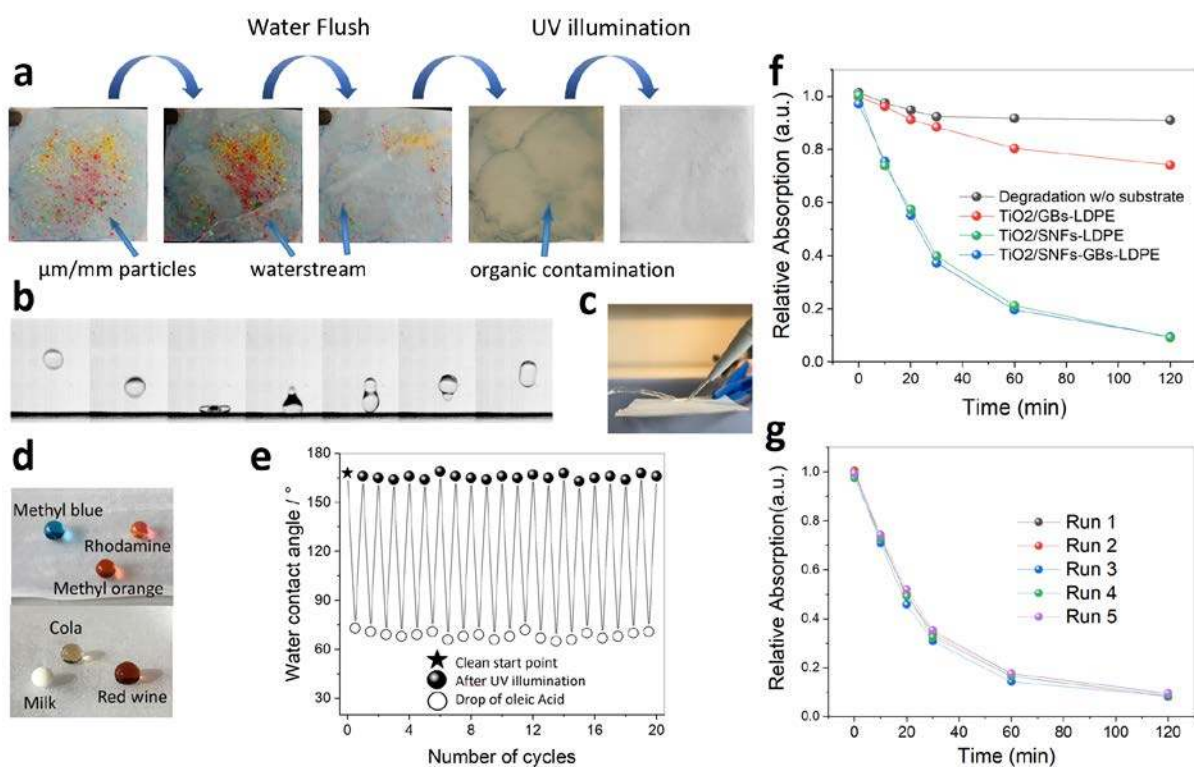 Water Flush
UV illumination
a
μm/mm particles
waterstream
organic contamination
b
c
d
Methyl blue
Rhodamine
Methyl orange
Cola
Milk
Red wine
e
180
150
120
90
60
30
Water contact angle / °
Clean start point
After UV illumination
Drop of oleic Acid
0 4 8 12 16 20
Number of cycles
f
1.0
0.8
0.6
0.4
0.2
0.0
Relative Absorption (a.u.)
Degradation w/o substrate
TiO2/GBs-LDPE
TiO2/SNFs-LDPE
TiO2/SNFs-GBs-LDPE
0 20 40 60 80 100 120
Time (min)
g
1.0
0.8
0.6
0.4
0.2
0.0
Relative Absorption(a.u.)
Run 1
Run 2
Run 3
Run 4
Run 5
0 20 40 60 80 100 120
Time (min)